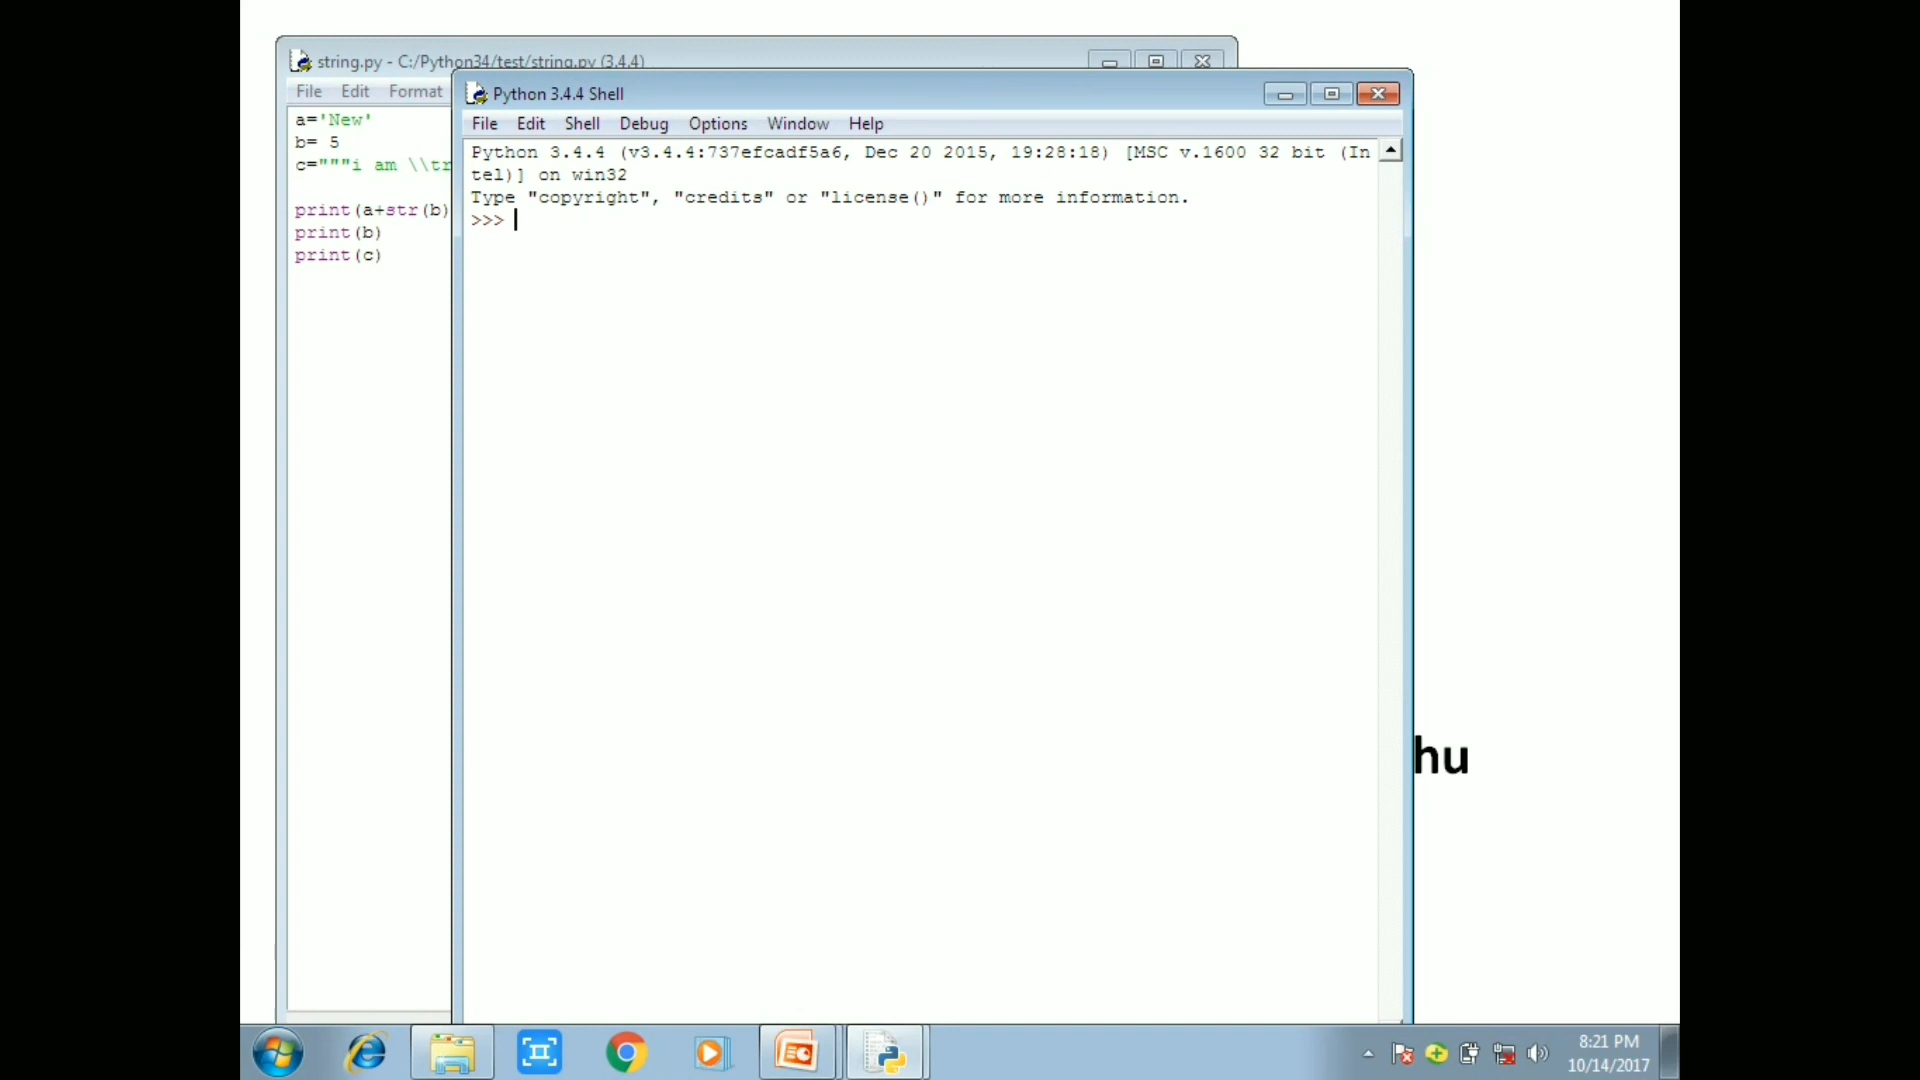 string.py - C:/Python34/test/string.py (3.4.4)
File Edit Format
a='New'
b= 5
c="""i am \\tr
print(a+str(b)
print(b)
print(c)
Python 3.4.4 Shell
File Edit Shell Debug Options Window Help
Python 3.4.4 (v3.4.4:737efcadf5a6, Dec 20 2015, 19:28:18) [MSC v.1600 32 bit (In
tel)] on win32
Type "copyright", "credits" or "license()" for more information.
>>>
hu
8:21 PM
10/14/2017